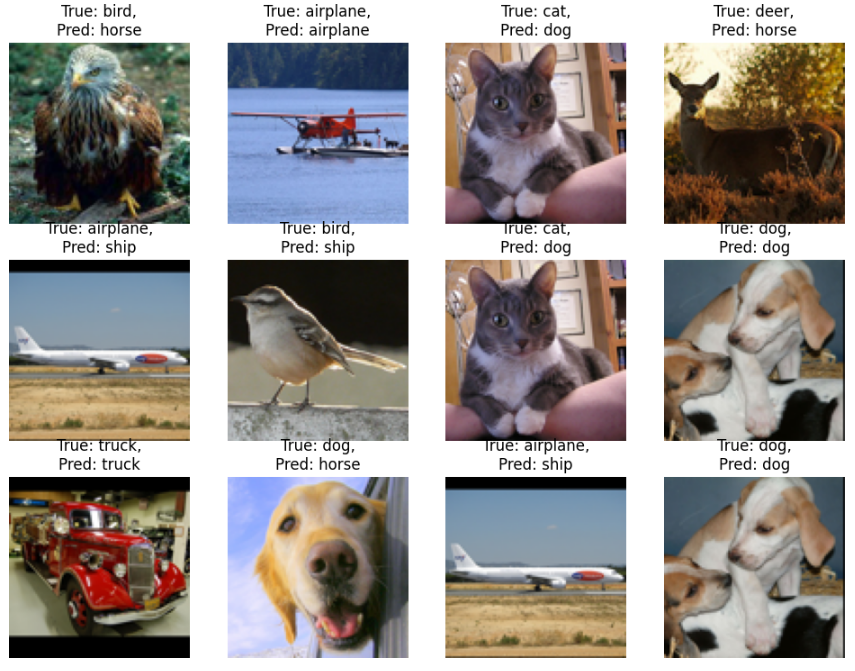 True: bird,
Pred: horse
True: airplane,
Pred: airplane
True: cat,
Pred: dog
True: deer,
Pred: horse
True: airplane,
Pred: ship
True: bird,
Pred: ship
True: cat,
Pred: dog
True: dog,
Pred: dog
True: truck,
Pred: truck
True: dog,
Pred: horse
True: airplane,
Pred: ship
True: dog,
Pred: dog